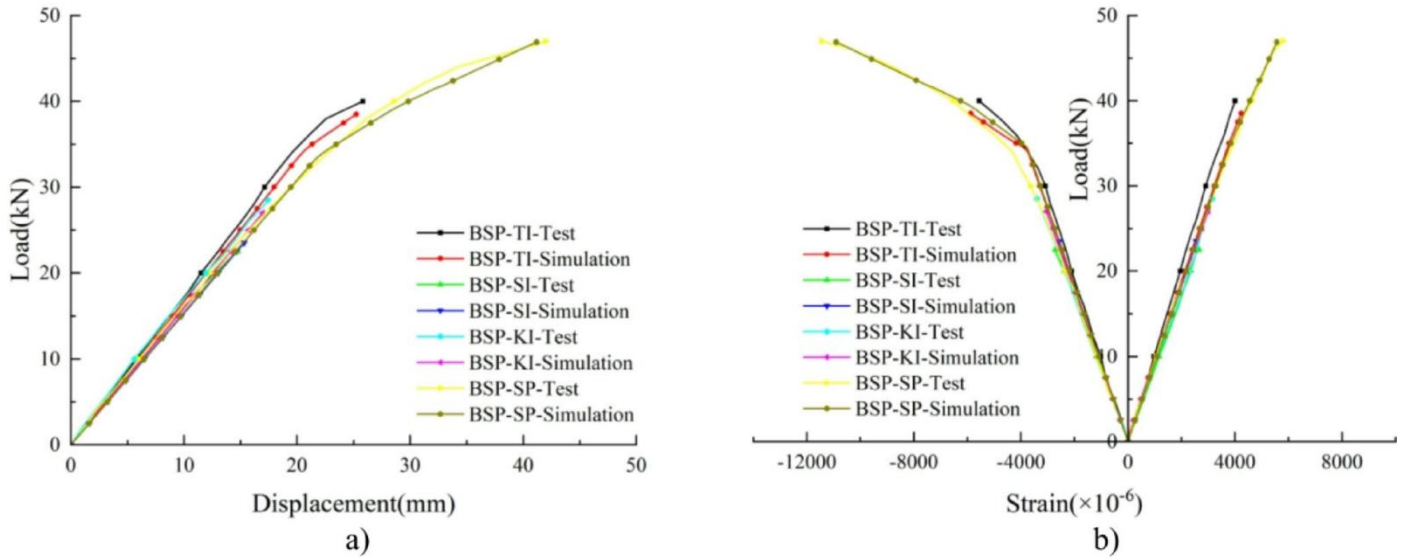 50
40
30
20
10
0
Load(kN)
BSP-TI-Test
BSP-TI-Simulation
BSP-SI-Test
BSP-SI-Simulation
BSP-KI-Test
BSP-KI-Simulation
BSP-SP-Test
BSP-SP-Simulation
0 10 20 30 40 50
Displacement(mm)
a)
50
40
30
20
10
0
Load(kN)
BSP-TI-Test
BSP-TI-Simulation
BSP-SI-Test
BSP-SI-Simulation
BSP-KI-Test
BSP-KI-Simulation
BSP-SP-Test
BSP-SP-Simulation
-12000 -8000 -4000 0 4000 8000
Strain(×10⁻⁶)
b)